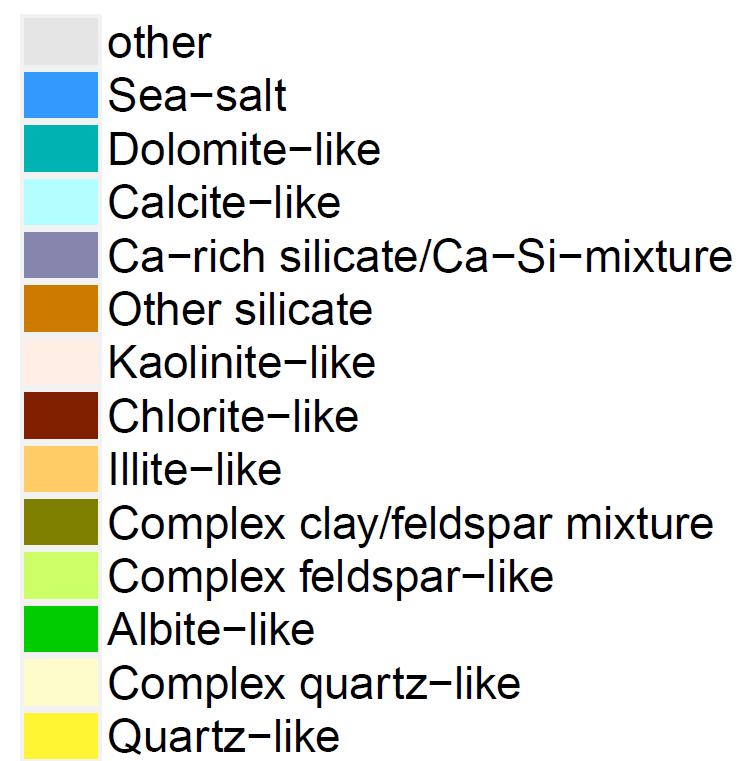 other
Sea−salt
Dolomite−like
Calcite−like
Ca−rich silicate/Ca−Si−mixture
Other silicate
Kaolinite−like
Chlorite−like
Illite−like
Complex clay/feldspar mixture
Complex feldspar−like
Albite−like
Complex quartz−like
Quartz−like